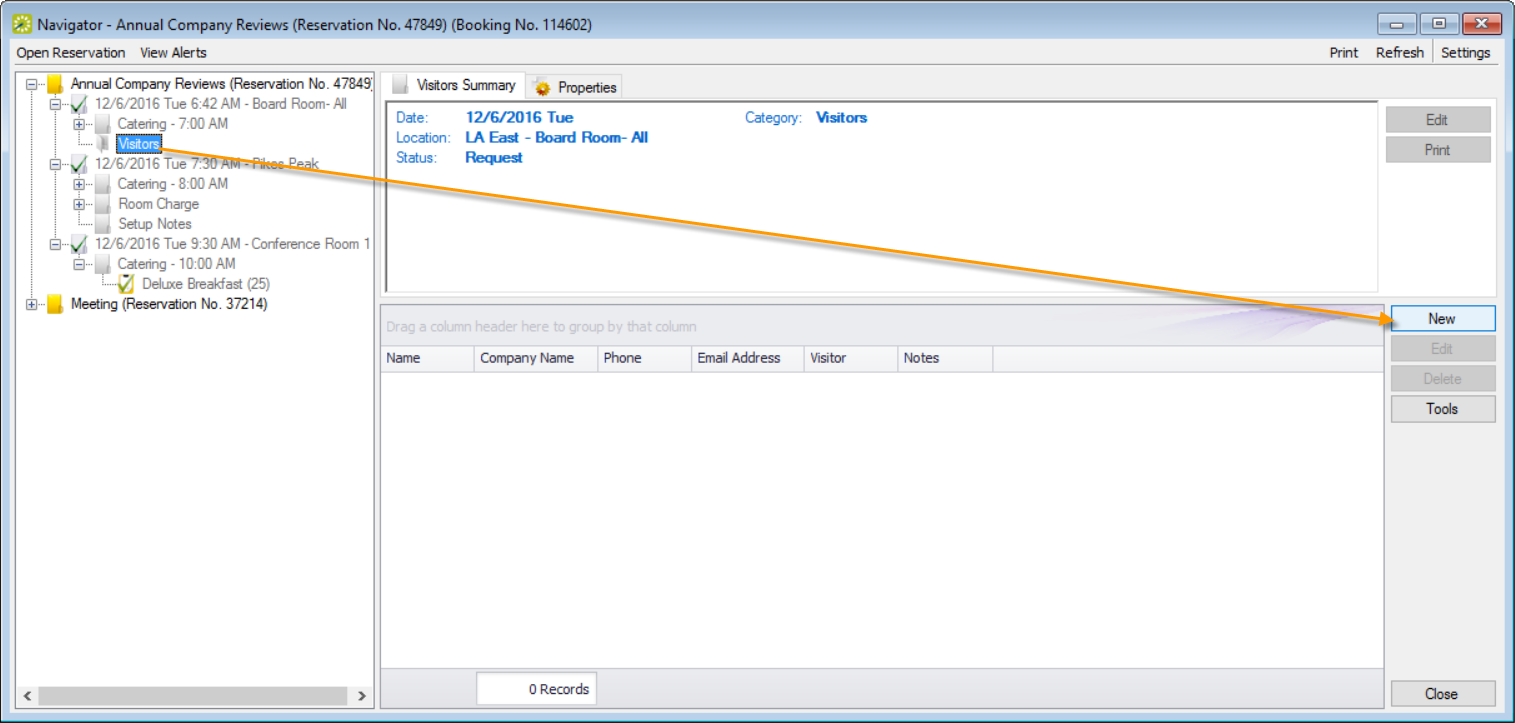 Navigator - Annual Company Reviews (Reservation No. 47849) (Booking No. 114602)
Open Reservation View Alerts Print Refresh Settings
Annual Company Reviews (Reservation No. 47849)
12/6/2016 Tue 6:42 AM - Board Room- All
Catering - 7:00 AM
Visitors
12/6/2016 Tue 7:30 AM - Pikes Peak
Catering - 8:00 AM
Room Charge
Setup Notes
12/6/2016 Tue 9:30 AM - Conference Room 1
Catering - 10:00 AM
Deluxe Breakfast (25)
Meeting (Reservation No. 37214)
Visitors Summary Properties
Date: 12/6/2016 Tue Category: Visitors
Location: LA East - Board Room- All
Status: Request
Edit
Print
Drag a column header here to group by that column
Name Company Name Phone Email Address Visitor Notes
0 Records
New
Edit
Delete
Tools
Close